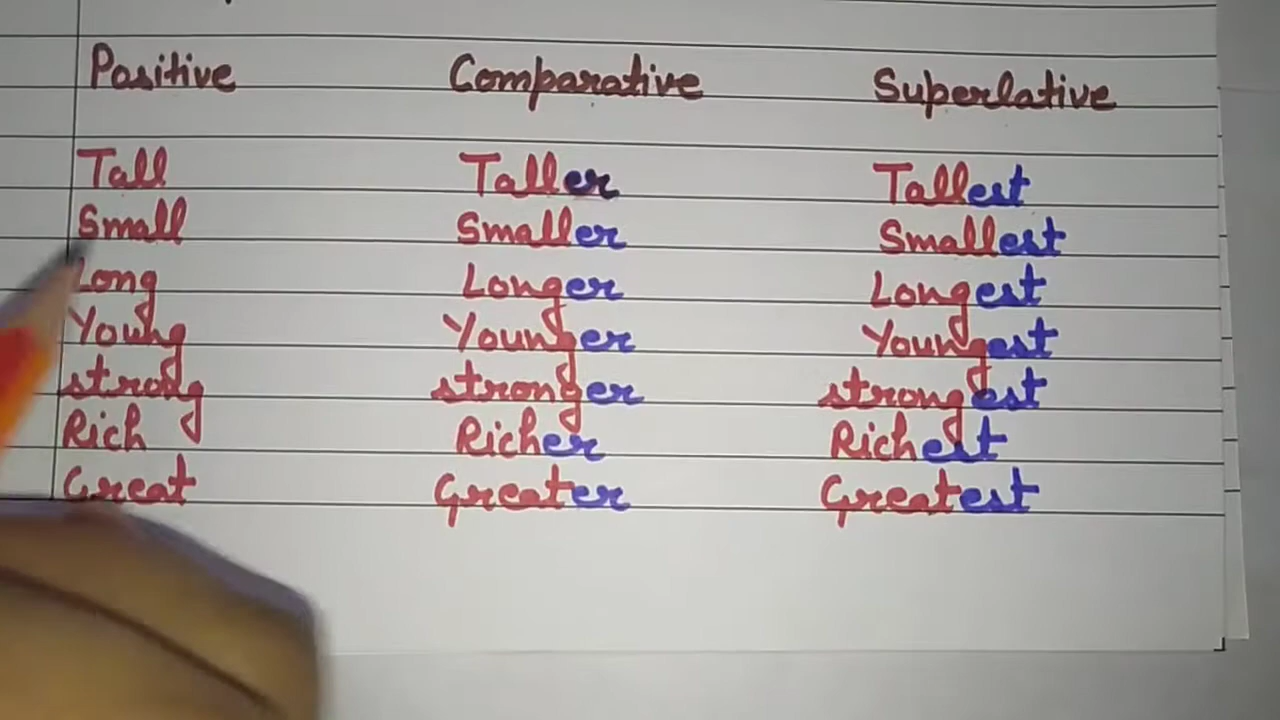 Positive Comparative Superlative
Tall Taller Tallest
Small Smaller Smallest
Long Longer Longest
Young Younger Youngest
strong stronger strongest
Rich Richer Richest
Great Greater Greatest